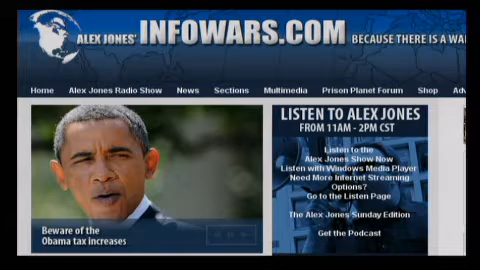 ALEX JONES' INFOWARS.COM BECAUSE THERE IS A WA
Home Alex Jones Radio Show News Sections Multimedia Prison Planet Forum Shop Adv
LISTEN TO ALEX JONES
FROM 11AM - 2PM CST
Listen to the
Alex Jones Show Now
Listen with Windows Media Player
Need More Internet Streaming
Options?
Go to the Listen Page
The Alex Jones Sunday Edition
Get the Podcast
Beware of the
Obama tax increases